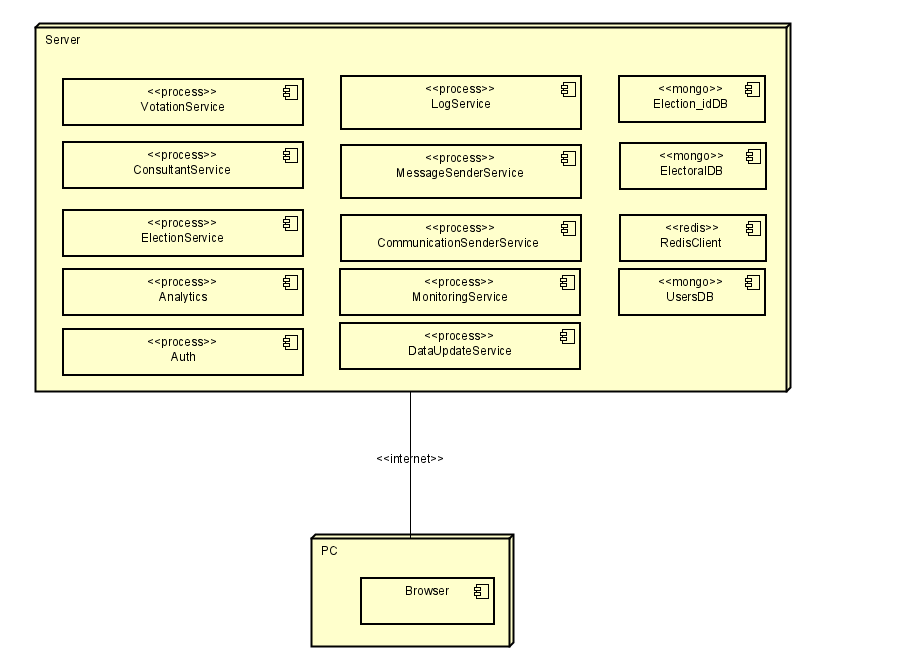 Server
<<process>>
VotationService
<<process>>
ConsultantService
<<process>>
ElectionService
<<process>>
Analytics
<<process>>
Auth
<<process>>
LogService
<<process>>
MessageSenderService
<<process>>
CommunicationSenderService
<<process>>
MonitoringService
<<process>>
DataUpdateService
<<mongo>>
Election_idDB
<<mongo>>
ElectoralDB
<<redis>>
RedisClient
<<mongo>>
UsersDB
<<internet>>
PC
Browser